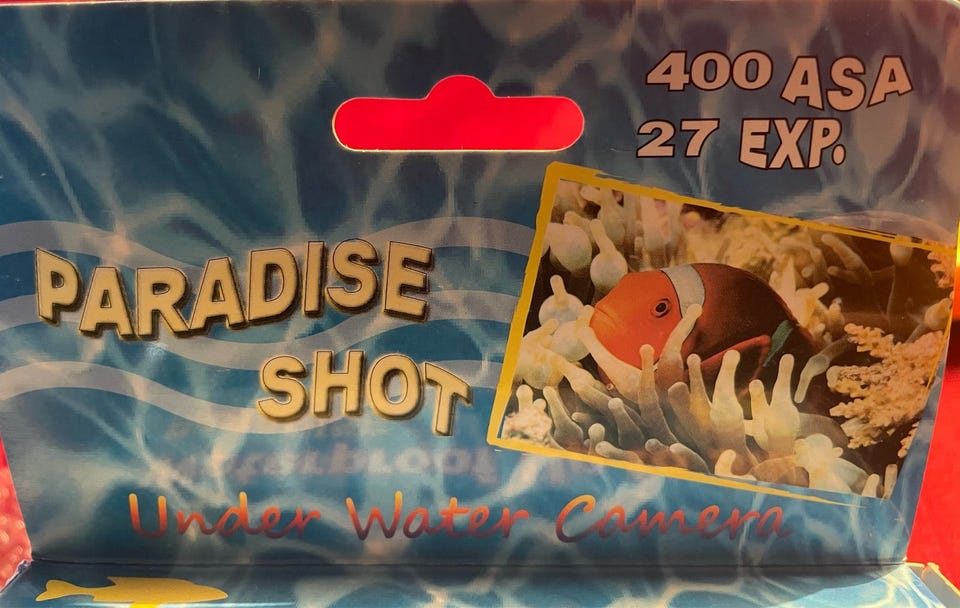 400 ASA
27 EXP.
PARADISE
SHOT
Under Water Camera